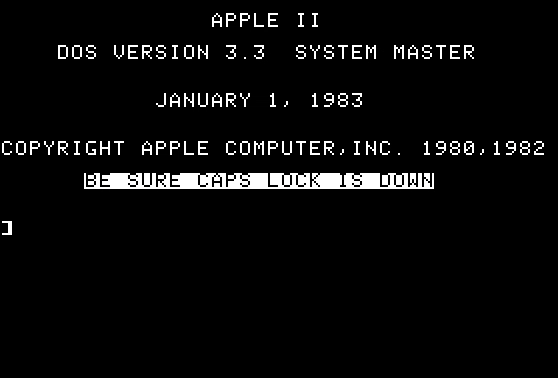 APPLE II
DOS VERSION 3.3  SYSTEM MASTER
JANUARY 1, 1983
COPYRIGHT APPLE COMPUTER,INC. 1980,1982
BE SURE CAPS LOCK IS DOWN
]